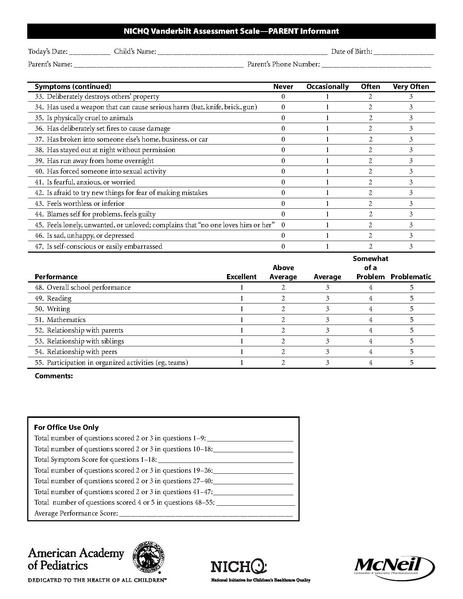 NICHQ Vanderbilt Assessment Scale—PARENT Informant
Today's Date: ____________ Child's Name: ____________ Date of Birth: ____________
Parent's Name: ____________ Parent's Phone Number: ____________
Symptoms (continued) Never Occasionally Often Very Often
33. Deliberately destroys others' property 0 1 2 3
34. Has used a weapon that can cause serious harm (bat, knife, brick, gun) 0 1 2 3
35. Is physically cruel to animals 0 1 2 3
36. Has deliberately set fires to cause damage 0 1 2 3
37. Has broken into someone else's home, business, or car 0 1 2 3
38. Has stayed out at night without permission 0 1 2 3
39. Has run away from home overnight 0 1 2 3
40. Has forced someone into sexual activity 0 1 2 3
41. Is fearful, anxious, or worried 0 1 2 3
42. Is afraid to try new things for fear of making mistakes 0 1 2 3
43. Feels worthless or inferior 0 1 2 3
44. Blames self for problems, feels guilty 0 1 2 3
45. Feels lonely, unwanted, or unloved; complains that "no one loves him or her" 0 1 2 3
46. Is sad, unhappy, or depressed 0 1 2 3
47. Is self-conscious or easily embarrassed 0 1 2 3
Somewhat
Above of a
Performance Excellent Average Average Problem Problematic
48. Overall school performance 1 2 3 4 5
49. Reading 1 2 3 4 5
50. Writing 1 2 3 4 5
51. Mathematics 1 2 3 4 5
52. Relationship with parents 1 2 3 4 5
53. Relationship with siblings 1 2 3 4 5
54. Relationship with peers 1 2 3 4 5
55. Participation in organized activities (eg, teams) 1 2 3 4 5
Comments:
For Office Use Only
Total number of questions scored 2 or 3 in questions 1–9: ____________
Total number of questions scored 2 or 3 in questions 10–18: ____________
Total Symptom Score for questions 1–18: ____________
Total number of questions scored 2 or 3 in questions 19–26: ____________
Total number of questions scored 2 or 3 in questions 27–40: ____________
Total number of questions scored 2 or 3 in questions 41–47: ____________
Total number of questions scored 4 or 5 in questions 48–55: ____________
Average Performance Score: ____________
American Academy
of Pediatrics
DEDICATED TO THE HEALTH OF ALL CHILDREN™
NICHQ:
National Initiative for Children's Healthcare Quality
McNeil